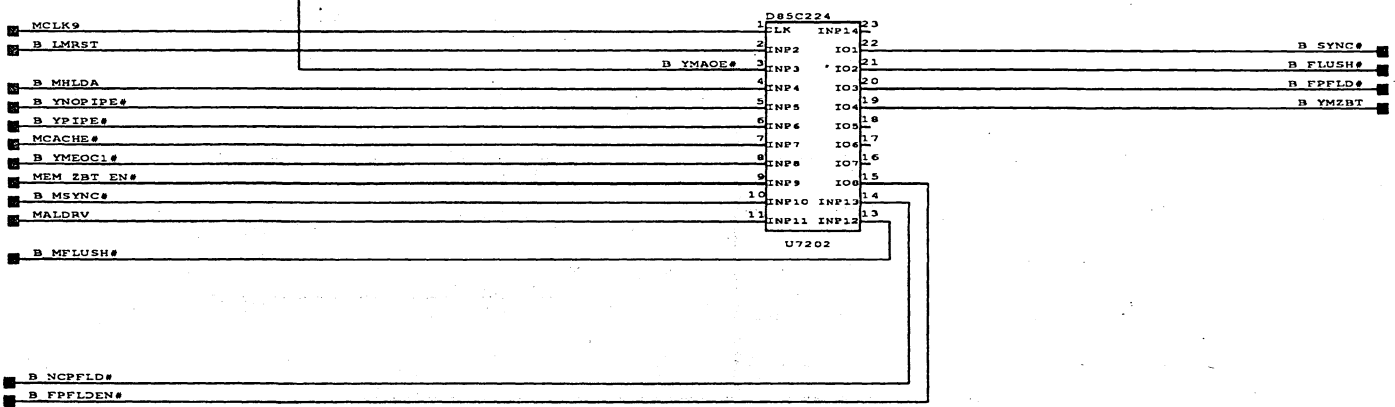 D85C224
MCLK9 1 CLK INP14 23
B LMRST 2 INP2 IO1 22 B SYNC#
B YMAOE# 3 INP3 IO2 21 B FLUSH#
B MHLDA 4 INP4 IO3 20 B FPFLD#
B YNOPIPE# 5 INP5 IO4 19 B YMZBT
B YPIPE# 6 INP6 IO5 18
MCACHE# 7 INP7 IO6 17
B YMEOC1# 8 INP8 IO7 16
MEM ZBT EN# 9 INP9 IO8 15
B MSYNC# 10 INP10 INP13 14
MALDRV 11 INP11 INP12 13
U7202
B MFLUSH#
B NCPFLD#
B FPFLDEN#